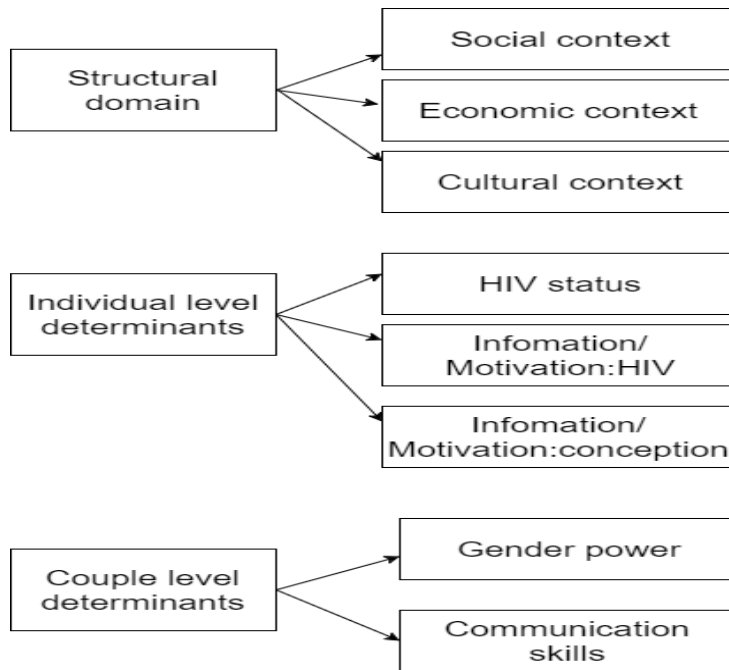 Structural
domain
Social context
Economic context
Cultural context
Individual level
determinants
HIV status
Infomation/
Motivation:HIV
Infomation/
Motivation:conception
Couple level
determinants
Gender power
Communication
skills